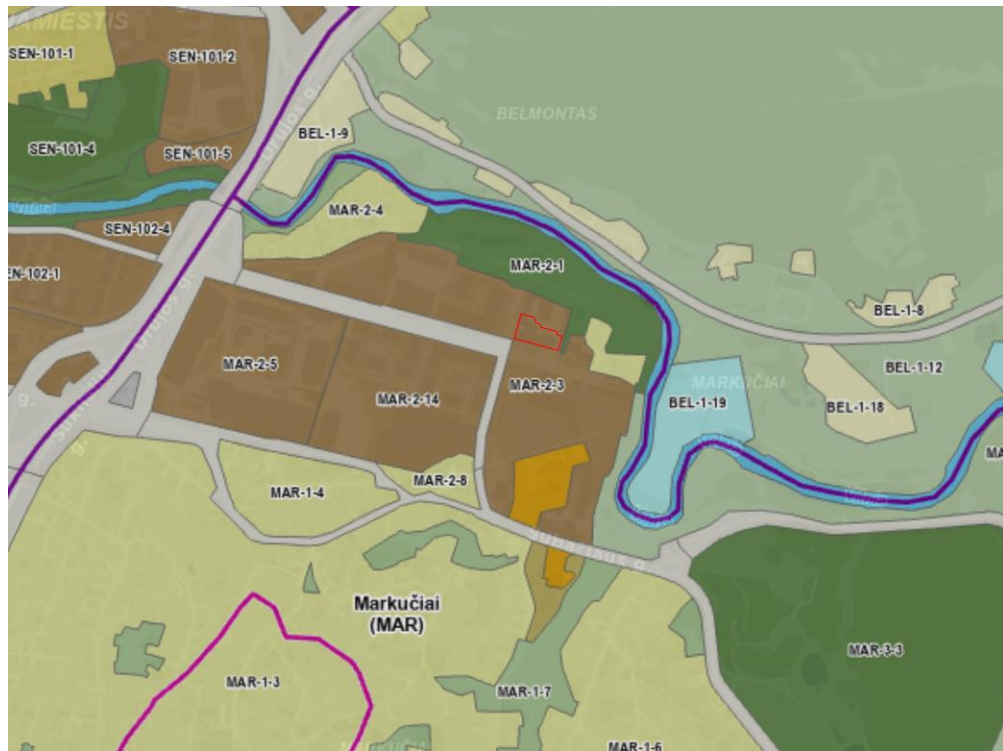 SEN-101-1
SEN-101-2
SEN-101-4
SEN-101-5
SEN-102-4
BEL-1-9
BELMONTAS
Drujos g.
MAR-2-4
MAR-2-1
BEL-1-8
BEL-1-12
MARKUČIAI
BEL-1-19
BEL-1-18
MAR-2-5
MAR-2-14
MAR-2-3
Drujos g.
g.
MAR-2-8
MAR-1-4
Subačiaus g.
Markučiai
(MAR)
MAR-3-3
MAR-1-3
MAR-1-7
MAR-1-6